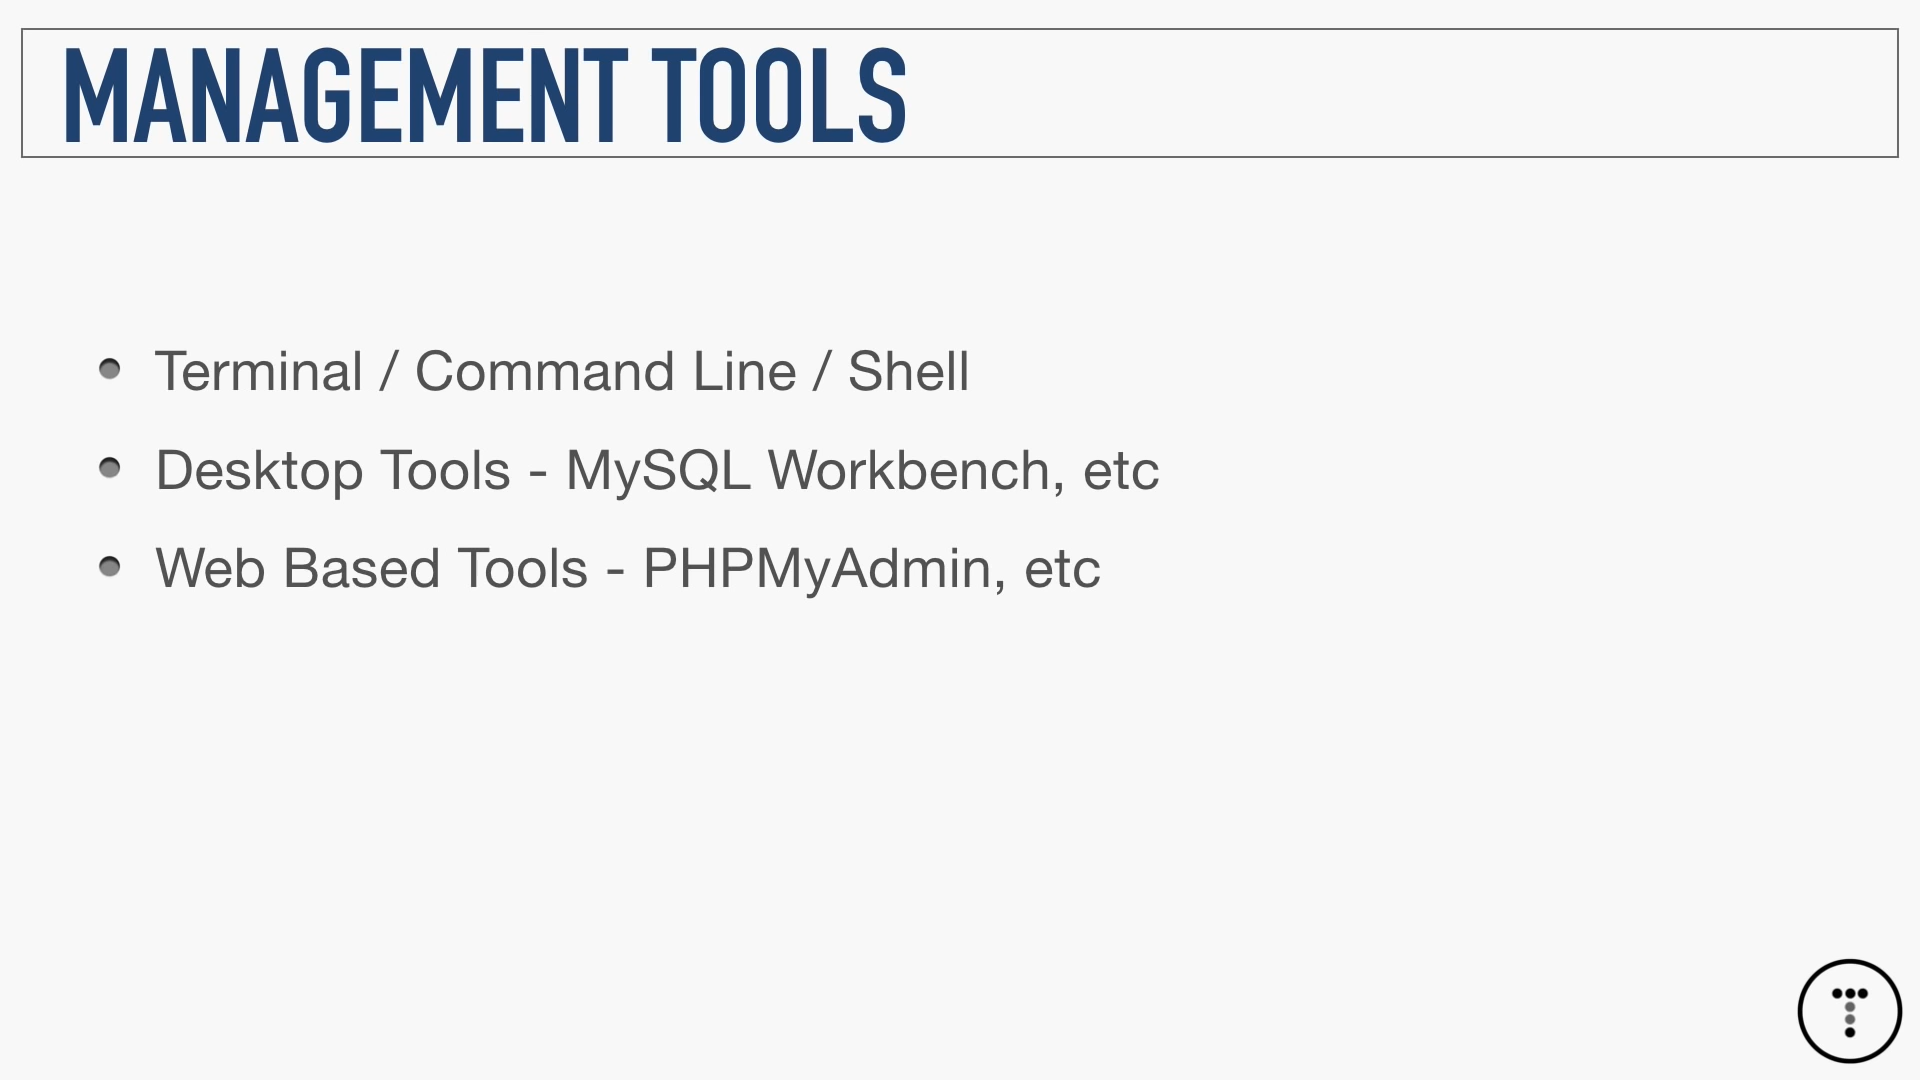 MANAGEMENT TOOLS
Terminal / Command Line / Shell
Desktop Tools - MySQL Workbench, etc
Web Based Tools - PHPMyAdmin, etc
T